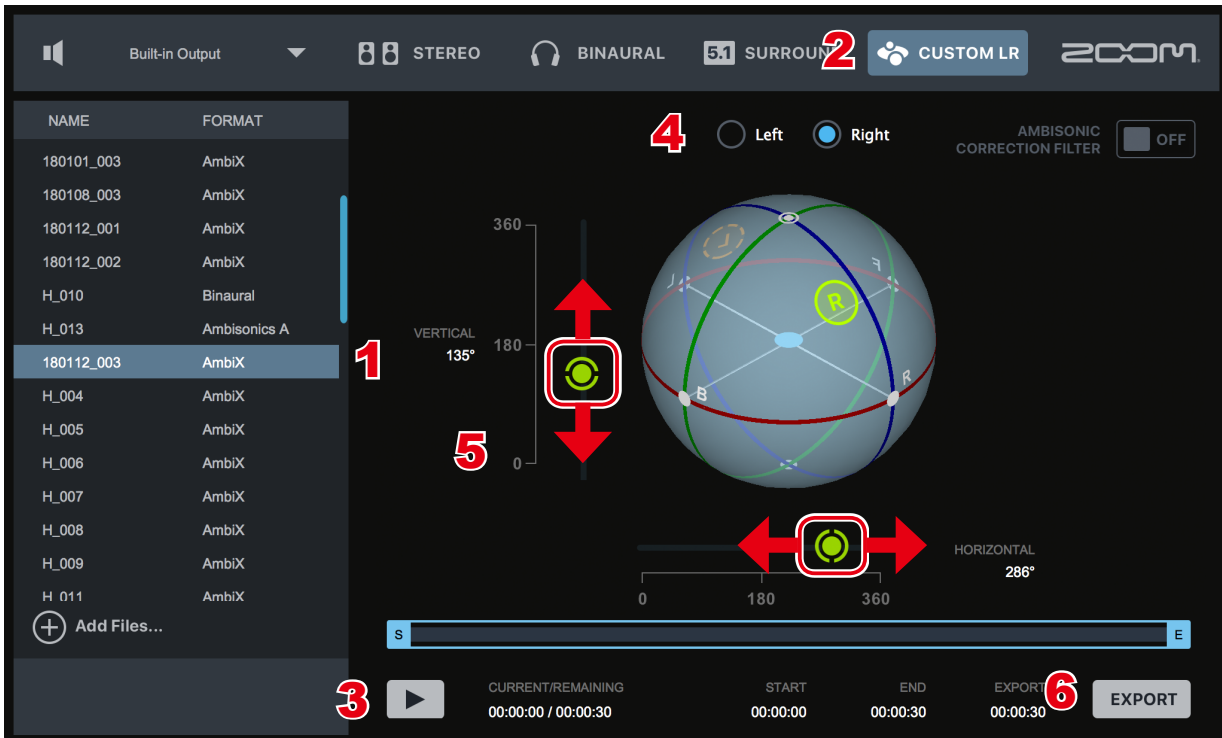 Built-in Output
STEREO
BINAURAL
5.1 SURROUN
2
CUSTOM LR
ZOOM
NAME FORMAT
180101_003 AmbiX
180108_003 AmbiX
180112_001 AmbiX
180112_002 AmbiX
H_010 Binaural
H_013 Ambisonics A
180112_003 AmbiX
H_004 AmbiX
H_005 AmbiX
H_006 AmbiX
H_007 AmbiX
H_008 AmbiX
H_009 AmbiX
H_011 AmbiX
Add Files...
1
4
Left Right
AMBISONIC
CORRECTION FILTER
OFF
360
VERTICAL
135°
180
5
0
L
L
F
R
B
R
HORIZONTAL
286°
0 180 360
S E
3
CURRENT/REMAINING START END EXPORT
00:00:00 / 00:00:30 00:00:00 00:00:30 00:00:30
6
EXPORT